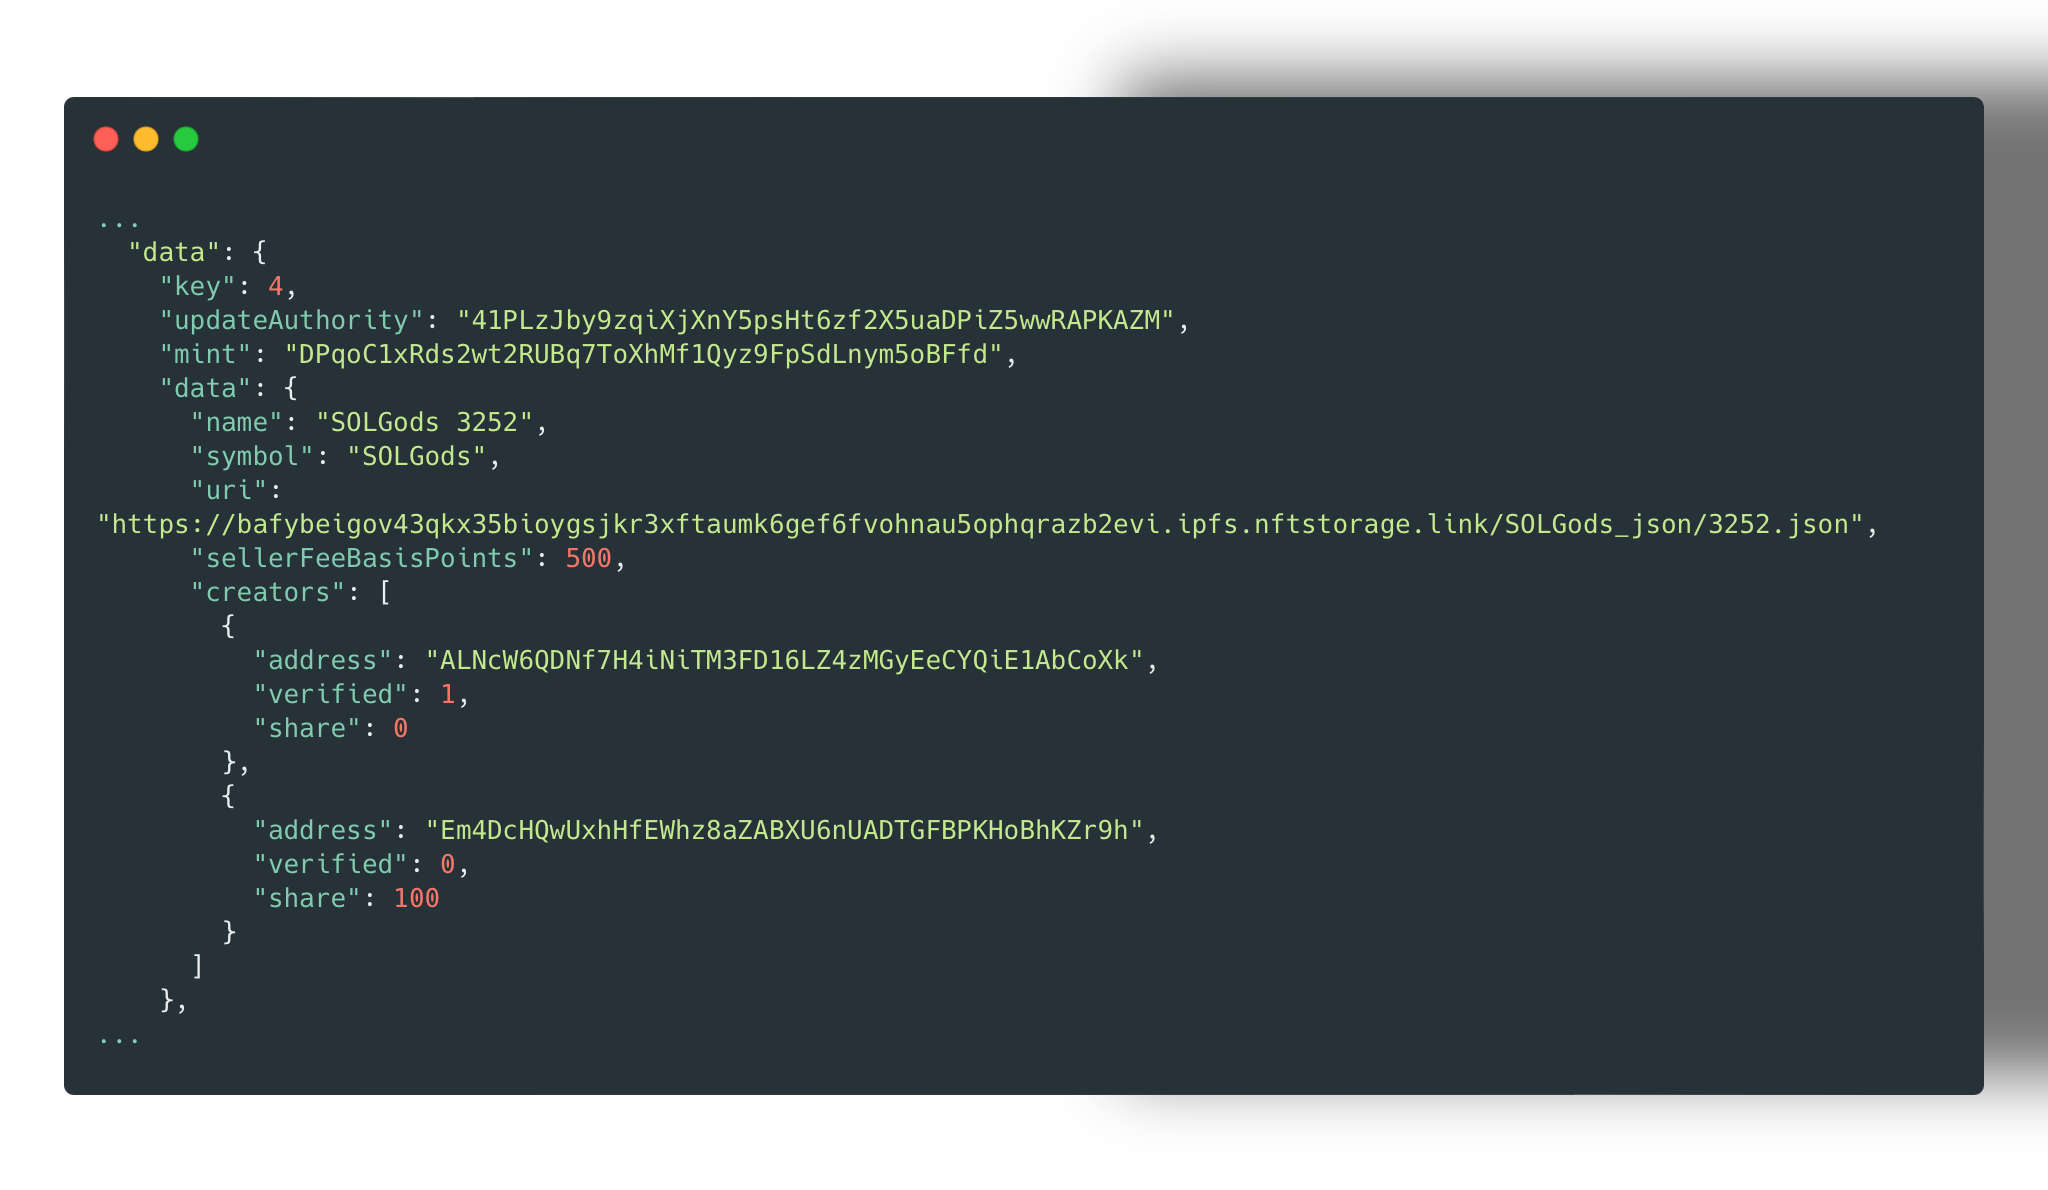 ...
  "data": {
    "key": 4,
    "updateAuthority": "41PLzJby9zqiXjXnY5psHt6zf2X5uaDPiZ5wwRAPKAZM",
    "mint": "DPqoC1xRds2wt2RUBq7ToXhMf1Qyz9FpSdLnym5oBFfd",
    "data": {
      "name": "SOLGods 3252",
      "symbol": "SOLGods",
      "uri":
"https://bafybeigov43qkx35bioygsjkr3xftaumk6gef6fvohnau5ophqrazb2evi.ipfs.nftstorage.link/SOLGods_json/3252.json",
      "sellerFeeBasisPoints": 500,
      "creators": [
        {
          "address": "ALNcW6QDNf7H4iNiTM3FD16LZ4zMGyEeCYQiE1AbCoXk",
          "verified": 1,
          "share": 0
        },
        {
          "address": "Em4DcHQwUxhHfEWhz8aZABXU6nUADTGFBPKHoBhKZr9h",
          "verified": 0,
          "share": 100
        }
      ]
    },
...